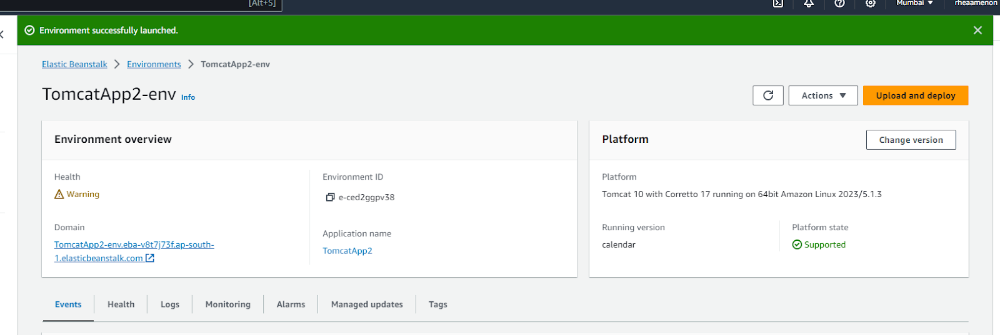 [Alt+S]
Mumbai
rheaamenon
Environment successfully launched.
Elastic Beanstalk
Environments
TomcatApp2-env
TomcatApp2-env Info
Actions
Upload and deploy
Environment overview
Health
Warning
Environment ID
e-ced2ggpv38
Domain
TomcatApp2-env.eba-v8t7j73f.ap-south-
1.elasticbeanstalk.com
Application name
TomcatApp2
Platform
Change version
Platform
Tomcat 10 with Corretto 17 running on 64bit Amazon Linux 2023/5.1.3
Running version
calendar
Platform state
Supported
Events
Health
Logs
Monitoring
Alarms
Managed updates
Tags